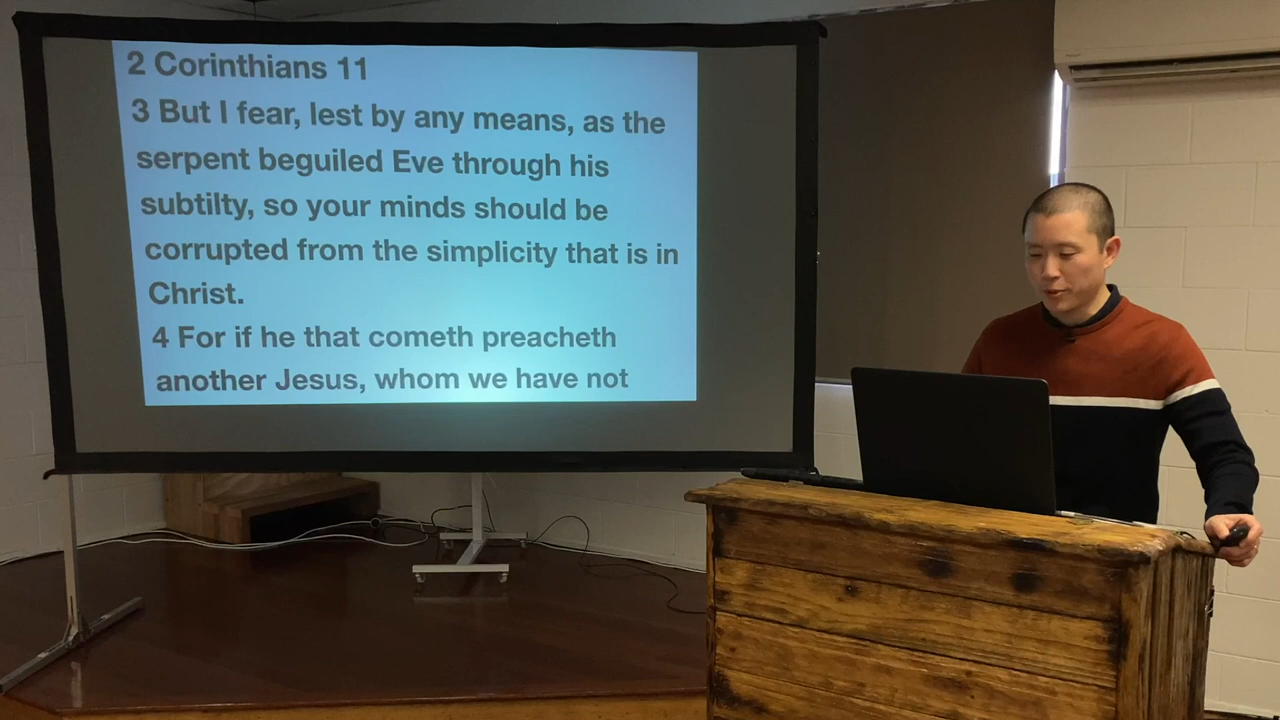 2 Corinthians 11
3 But I fear, lest by any means, as the
serpent beguiled Eve through his
subtilty, so your minds should be
corrupted from the simplicity that is in
Christ.
4 For if he that cometh preacheth
another Jesus, whom we have not